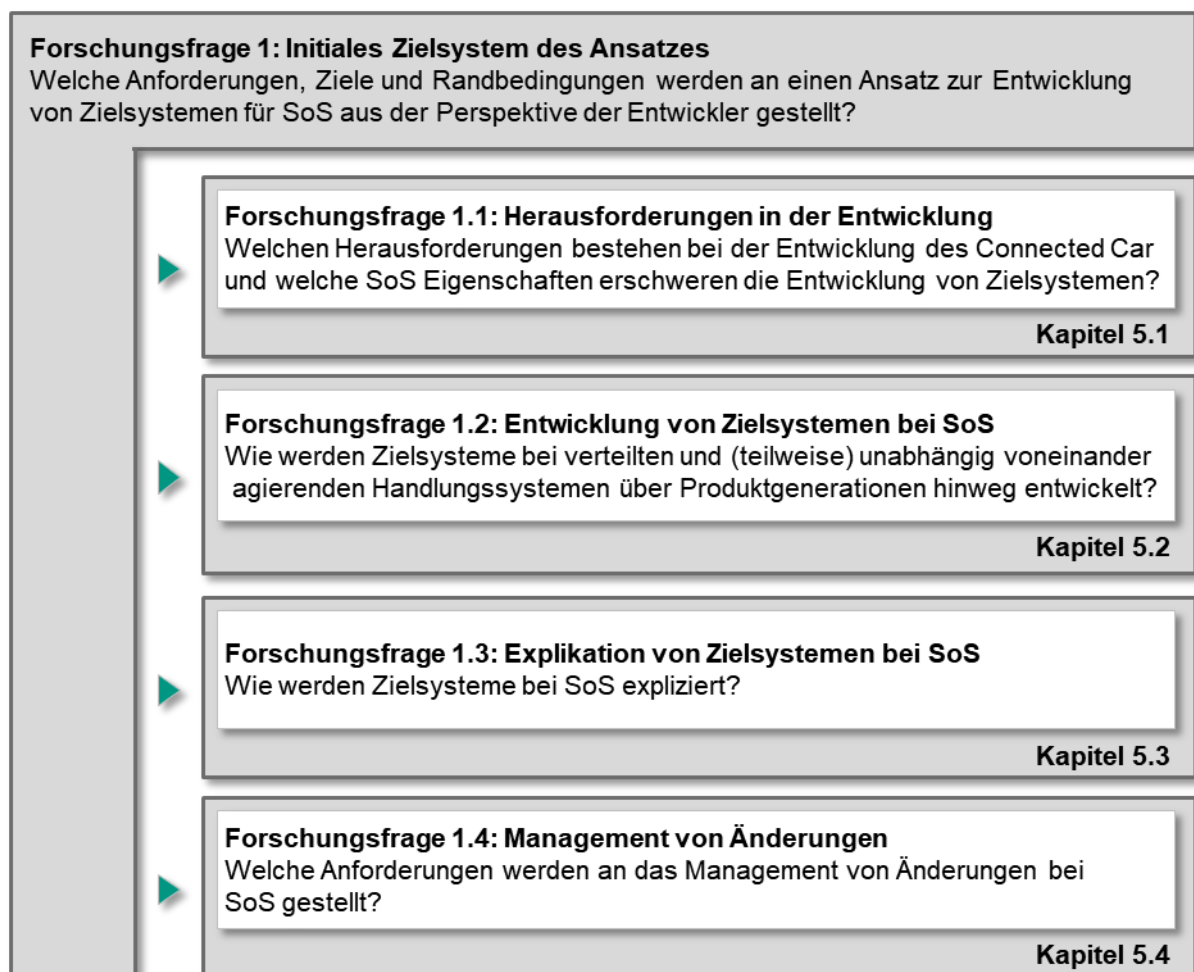 Forschungsfrage 1: Initiales Zielsystem des Ansatzes
Welche Anforderungen, Ziele und Randbedingungen werden an einen Ansatz zur Entwicklung
von Zielsystemen für SoS aus der Perspektive der Entwickler gestellt?
Forschungsfrage 1.1: Herausforderungen in der Entwicklung
Welchen Herausforderungen bestehen bei der Entwicklung des Connected Car
und welche SoS Eigenschaften erschweren die Entwicklung von Zielsystemen?
Kapitel 5.1
Forschungsfrage 1.2: Entwicklung von Zielsystemen bei SoS
Wie werden Zielsysteme bei verteilten und (teilweise) unabhängig voneinander
agierenden Handlungssystemen über Produktgenerationen hinweg entwickelt?
Kapitel 5.2
Forschungsfrage 1.3: Explikation von Zielsystemen bei SoS
Wie werden Zielsysteme bei SoS expliziert?
Kapitel 5.3
Forschungsfrage 1.4: Management von Änderungen
Welche Anforderungen werden an das Management von Änderungen bei
SoS gestellt?
Kapitel 5.4